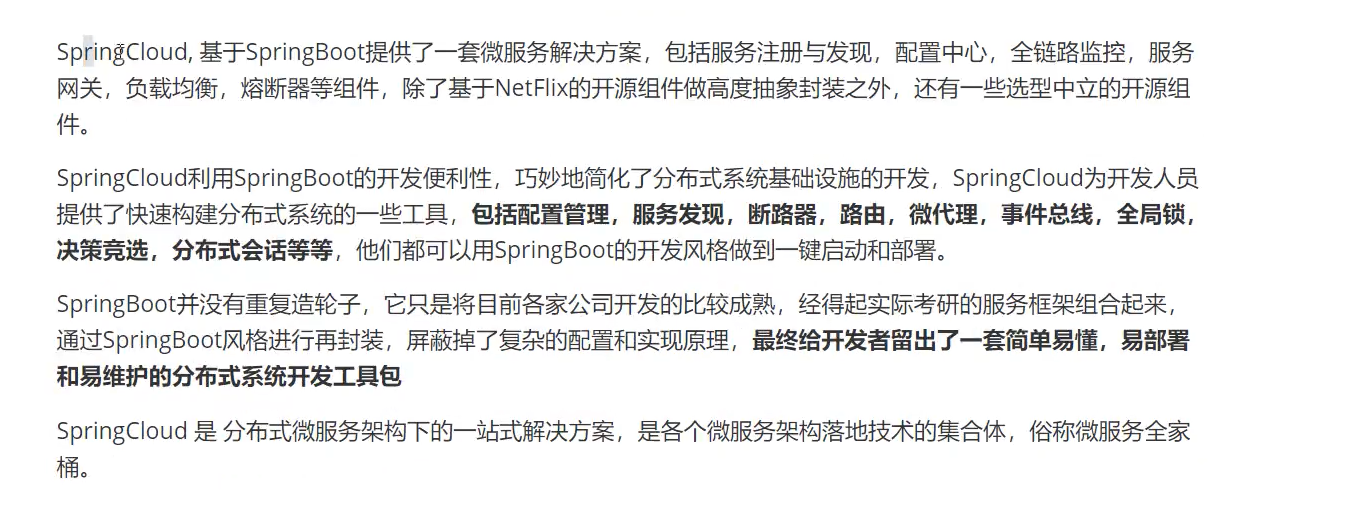 SpringCloud, 基于SpringBoot提供了一套微服务解决方案，包括服务注册与发现，配置中心，全链路监控，服务
网关，负载均衡，熔断器等组件，除了基于NetFlix的开源组件做高度抽象封装之外，还有一些选型中立的开源组
件。
SpringCloud利用SpringBoot的开发便利性，巧妙地简化了分布式系统基础设施的开发，SpringCloud为开发人员
提供了快速构建分布式系统的一些工具，包括配置管理，服务发现，断路器，路由，微代理，事件总线，全局锁，
决策竞选，分布式会话等等，他们都可以用SpringBoot的开发风格做到一键启动和部署。
SpringBoot并没有重复造轮子，它只是将目前各家公司开发的比较成熟，经得起实际考研的服务框架组合起来，
通过SpringBoot风格进行再封装，屏蔽掉了复杂的配置和实现原理，最终给开发者留出了一套简单易懂，易部署
和易维护的分布式系统开发工具包
SpringCloud 是 分布式微服务架构下的一站式解决方案，是各个微服务架构落地技术的集合体，俗称微服务全家
桶。